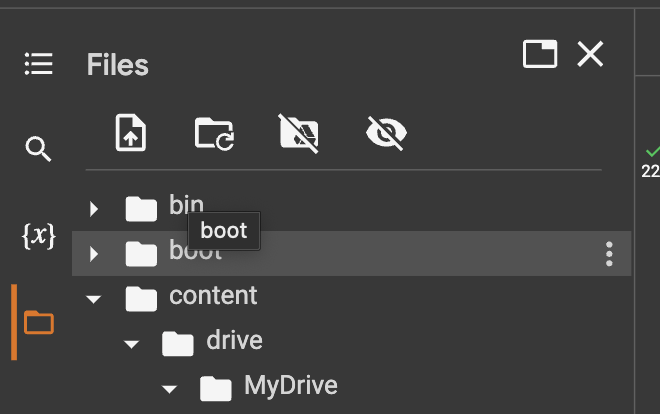 Files
22
{x}
bin
boot
boot
content
drive
MyDrive